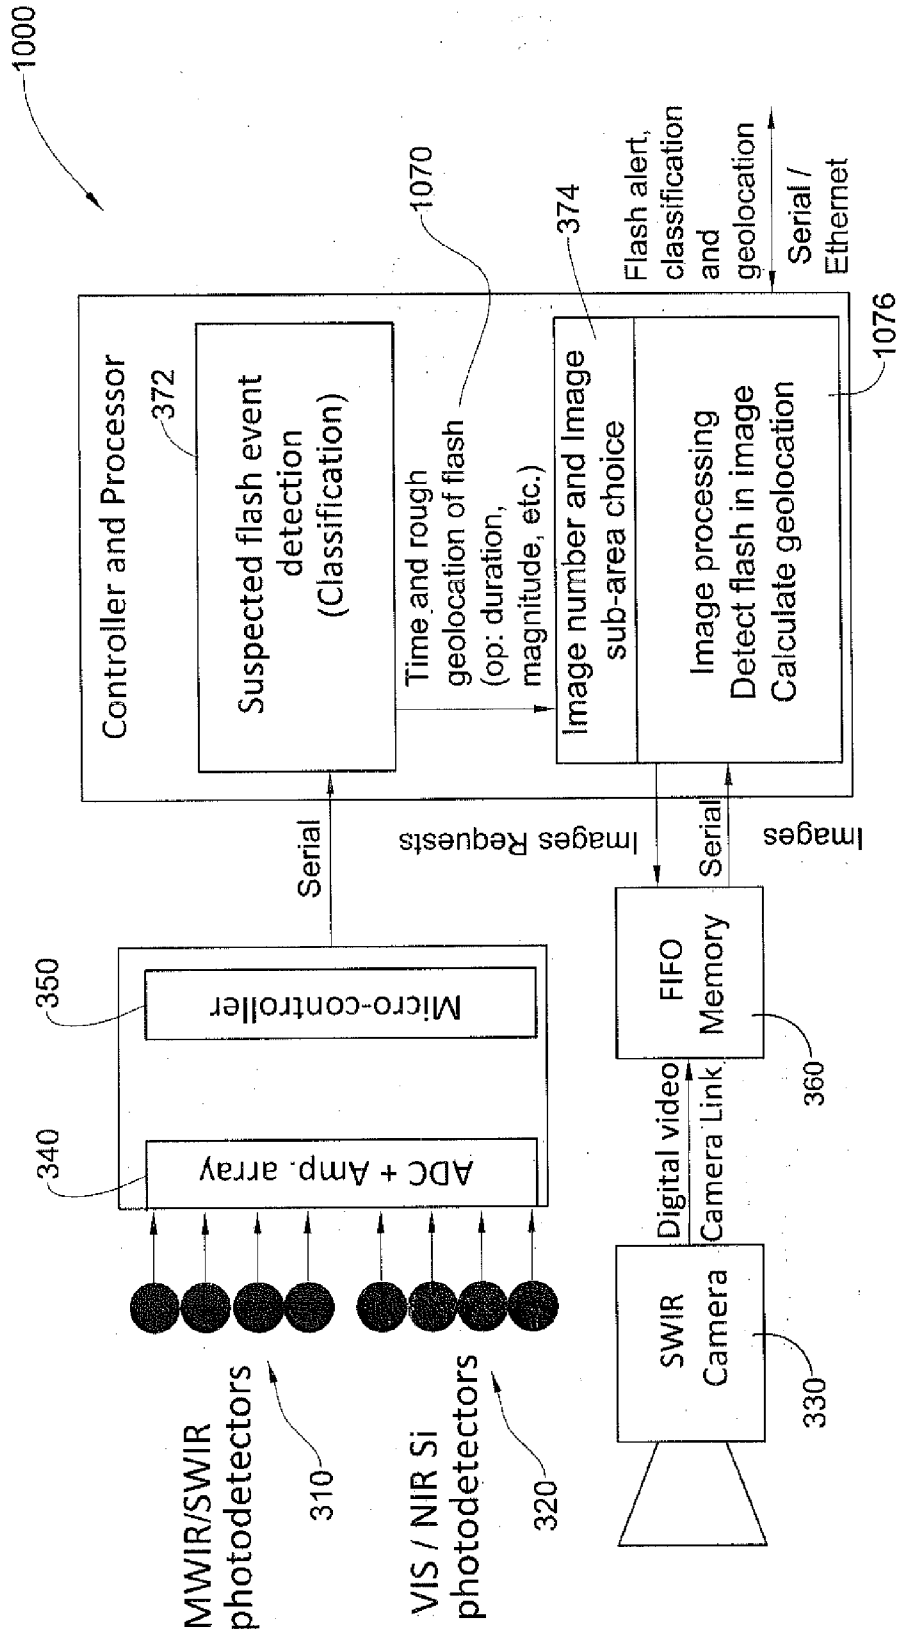 1000
Controller and Processor
372
Suspected flash event
detection
(Classification)
Time and rough
geolocation of flash
(op: duration,
magnitude, etc.)
1070
374
Image number and Image
sub-area choice
Image processing
Detect flash in image
Calculate geolocation
1076
Flash alert,
classification
and
geolocation
Serial /
Ethernet
Serial
Images Requests
Serial
Images
350
Micro-controller
340
ADC + Amp. array
FIFO
Memory
360
Digital video
Camera Link
MWIR/SWIR
photodetectors
310
VIS / NIR Si
photodetectors
320
SWIR
Camera
330